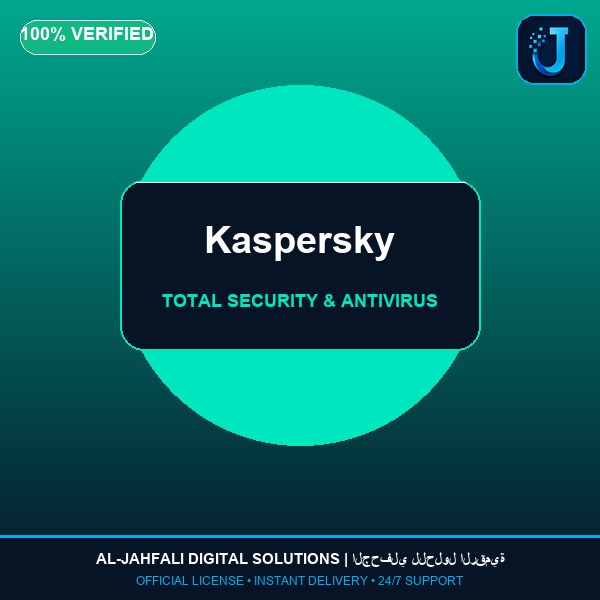 100% VERIFIED
J
Kaspersky
TOTAL SECURITY & ANTIVIRUS
AL-JAHFALI DIGITAL SOLUTIONS | الجحفلي للحلول الرقمية
OFFICIAL LICENSE • INSTANT DELIVERY • 24/7 SUPPORT